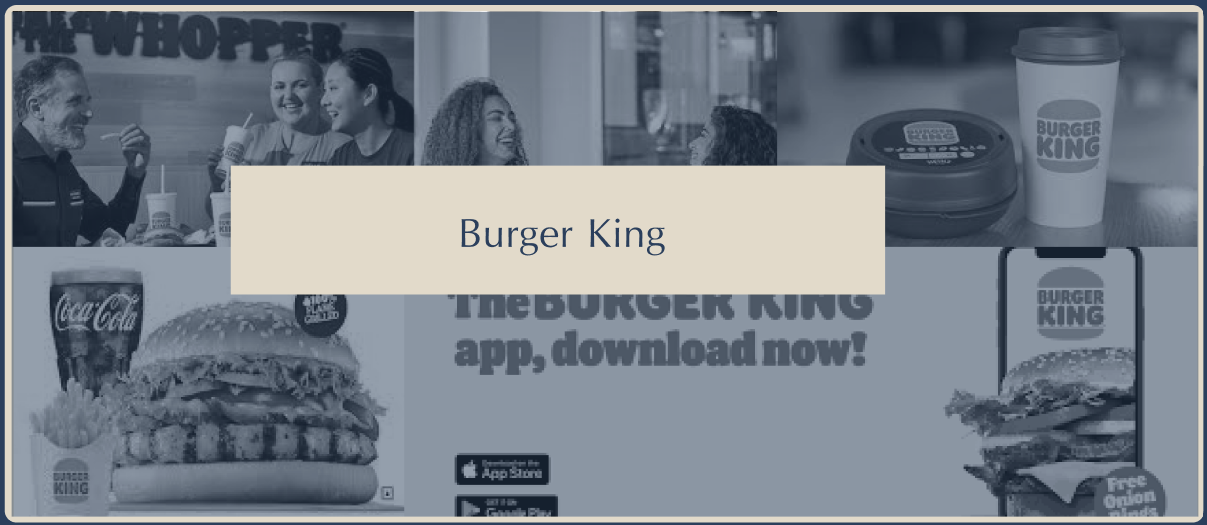 THE WHOPPER
BURGER
KING
Burger King
Coca-Cola
GRILLED
BURGER
KING
The BURGER KING
app, download now!
Download on the
App Store
GET IT ON
Google Play
BURGER
KING
Free
Onion
Rings